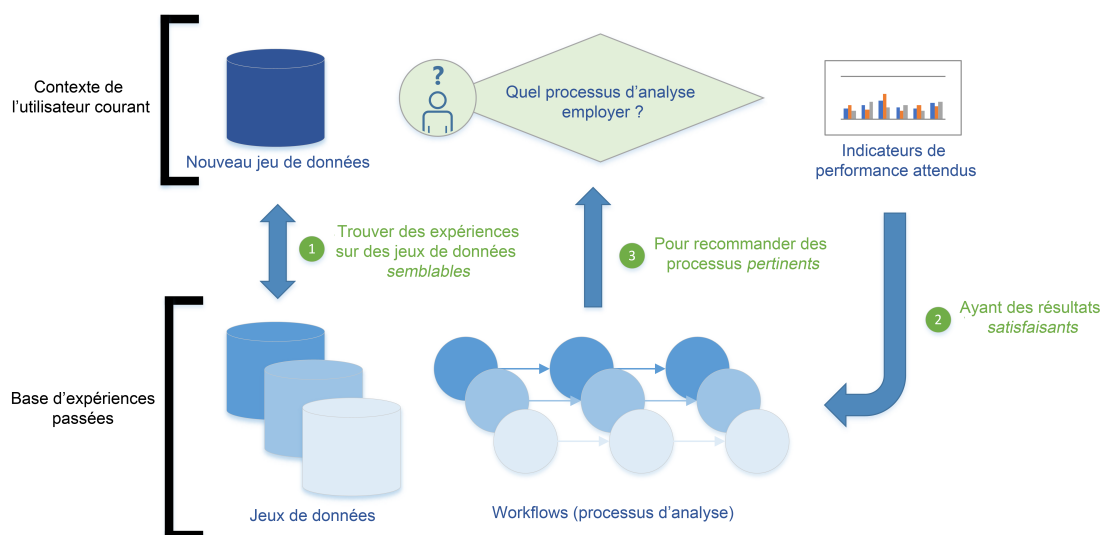 Contexte de
l'utilisateur courant
?
Quel processus d'analyse
employer ?
Nouveau jeu de données
Indicateurs de
performance attendus
1
Trouver des expériences
sur des jeux de données
semblables
3
Pour recommander des
processus pertinents
2
Ayant des résultats
satisfaisants
Base d'expériences
passées
Jeux de données
Workflows (processus d'analyse)